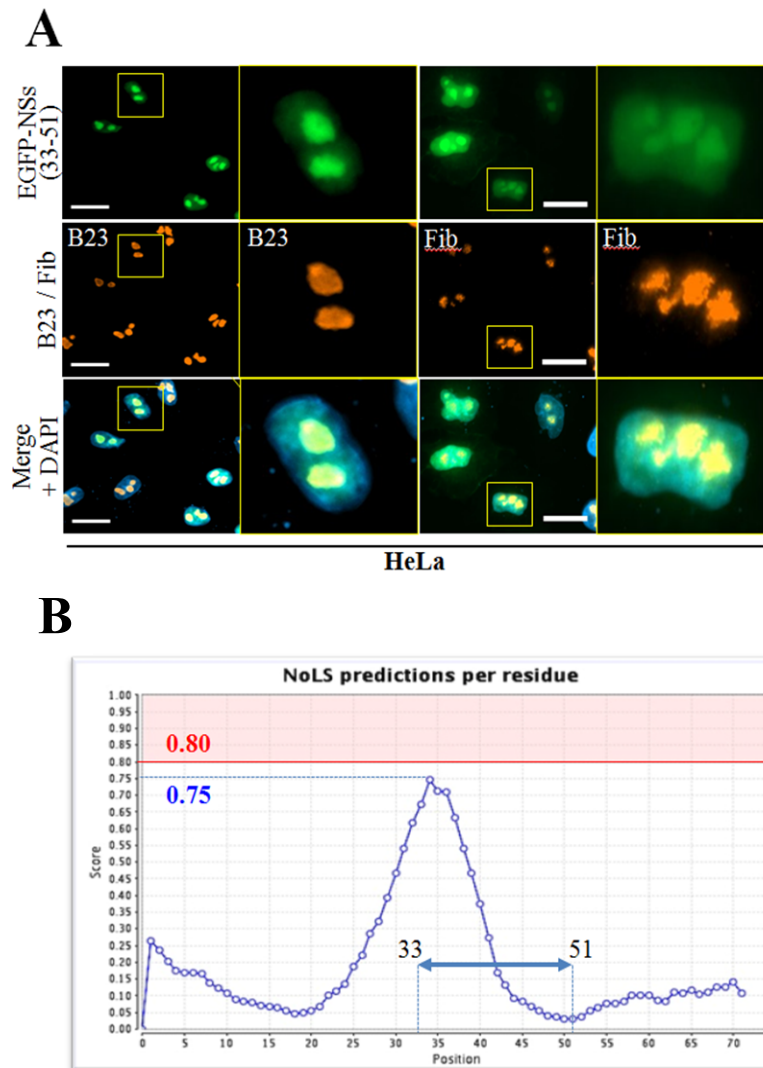 A
EGFP-NSs
(33-51)
B23 / Fib
B23
B23
Fib
Fib
Merge
+ DAPI
HeLa
B
NoLS predictions per residue
1.00
0.95
0.90
0.85
0.80
0.75
0.70
0.65
0.60
0.55
0.50
0.45
0.40
0.35
0.30
0.25
0.20
0.15
0.10
0.05
0.00
Score
0.80
0.75
33
51
0 5 10 15 20 25 30 35 40 45 50 55 60 65 70
Position